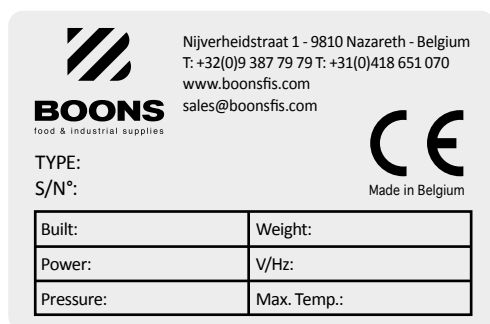 BOONS
food & industrial supplies
Nijverheidstraat 1 - 9810 Nazareth - Belgium
T: +32(0)9 387 79 79 T: +31(0)418 651 070
www.boonsfis.com
sales@boonsfis.com
TYPE:
S/N°:
CE
Made in Belgium
Built:
Weight:
Power:
V/Hz:
Pressure:
Max. Temp.: